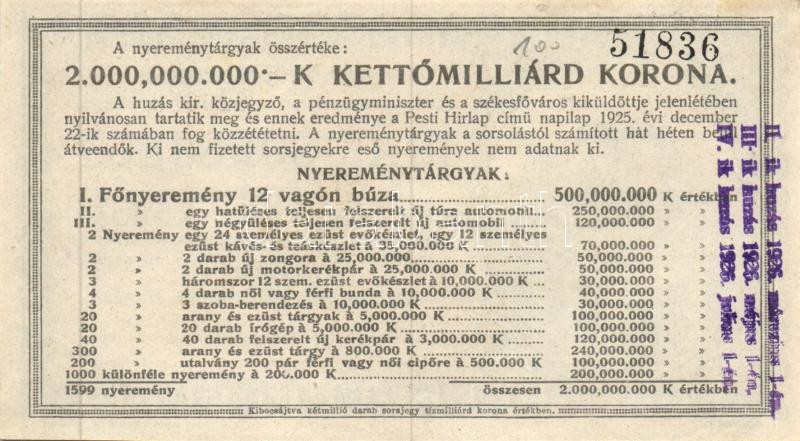 A nyereménytárgyak összértéke:
100
51836
2.000,000.000·– K KETTŐMILLIÁRD KORONA.
A huzás kir. közjegyző, a pénzügyminiszter és a székesfőváros kiküldöttje jelenlétében
nyilvánosan tartatik meg és ennek eredménye a Pesti Hirlap című napilap 1925. évi december
22-ik számában fog közzététetni. A nyereménytárgyak a sorsolástól számított hat héten belül
átveendők. Ki nem fizetett sorsjegyekre eső nyeremények nem adatnak ki.
NYEREMÉNYTÁRGYAK:
I. Főnyeremény 12 vagón búza 500,000.000 K értékben
II. » egy hatüléses teljesen felszerelt új túra automobil 250,000.000 » »
III. » egy négyüléses teljesen felszerelt új automobil 120,000.000 » »
2 Nyeremény egy 24 személyes ezüst evőkészlet, egy 12 személyes
ezüst kávés- és teáskészlet à 35,000.000 K 70,000.000 » »
2 » 2 darab új zongora à 25,000.000 50,000.000 » »
2 » 2 darab új motorkerékpár à 25,000.000 K 50,000.000 » »
3 » háromszor 12 szem. ezüst evőkészlet à 10,000.000 K 30,000.000 » »
4 » 4 darab női vagy férfi bunda à 10,000.000 K 40,000.000 » »
3 » 3 szoba-berendezés à 10,000.000 K 30,000.000 » »
20 » arany és ezüst tárgyak à 5,000.000 K 100,000.000 » »
20 » 20 darab írógép à 5,000.000 K 100,000.000 » »
40 » 40 darab felszerelt új kerékpár à 3,000.000 K 120,000.000 » »
300 » arany és ezüst tárgy à 800.000 K 240,000.000 » »
200 » utalvány 200 pár férfi vagy női cipőre à 500.000 K 100,000.000 » »
1000 különféle nyeremény à 200.000 K 200,000.000 » »
1599 nyeremény összesen 2.000,000.000 K értékben
Kibocsájtva kétmillió darab sorsjegy tízmilliárd korona értékben.
II. ik huzás 1926. március 1-én.
III-ik huzás 1926. május 1-én.
IV. ik huzás 1926. julius 1-én.